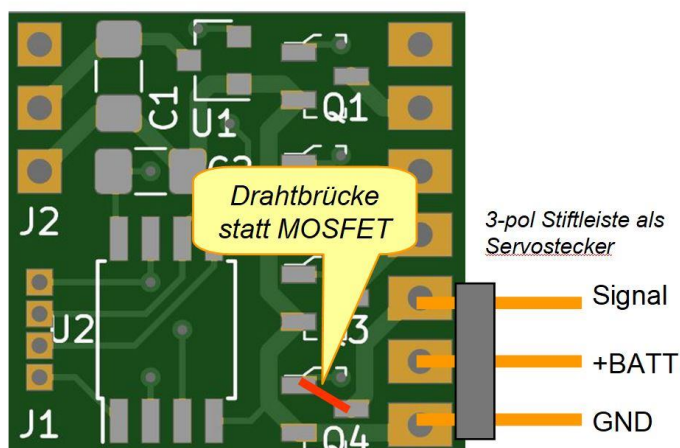 C1
U1
Q1
C2
J2
Drahtbrücke
statt MOSFET
3-pol Stiftleiste als
Servostecker
Signal
U2
Q3
+BATT
J1
Q4
GND